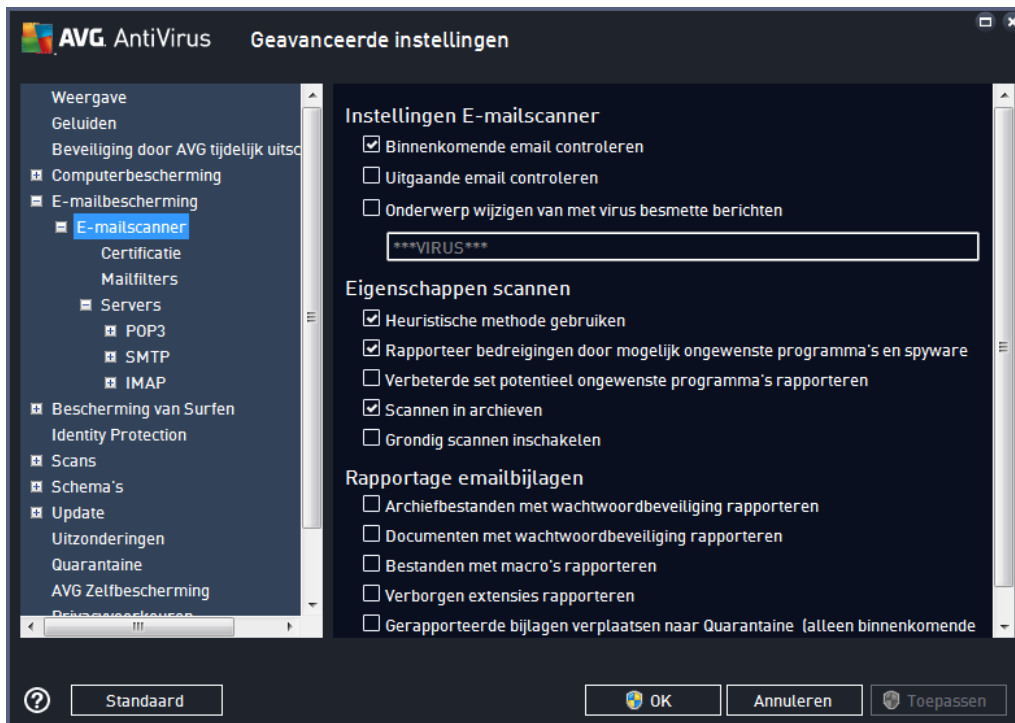 AVG. AntiVirus
Geavanceerde instellingen
Weergave
Geluiden
Beveiliging door AVG tijdelijk uitsc
Computerbescherming
E-mailbescherming
E-mailscanner
Certificatie
Mailfilters
Servers
POP3
SMTP
IMAP
Bescherming van Surfen
Identity Protection
Scans
Schema's
Update
Uitzonderingen
Quarantaine
AVG Zelfbescherming
Privacyvoorkeuren
Instellingen E-mailscanner
Binnenkomende email controleren
Uitgaande email controleren
Onderwerp wijzigen van met virus besmette berichten
***VIRUS***
Eigenschappen scannen
Heuristische methode gebruiken
Rapporteer bedreigingen door mogelijk ongewenste programma's en spyware
Verbeterde set potentieel ongewenste programma's rapporteren
Scannen in archieven
Grondig scannen inschakelen
Rapportage emailbijlagen
Archiefbestanden met wachtwoordbeveiliging rapporteren
Documenten met wachtwoordbeveiliging rapporteren
Bestanden met macro's rapporteren
Verborgen extensies rapporteren
Gerapporteerde bijlagen verplaatsen naar Quarantaine (alleen binnenkomende
Standaard
OK
Annuleren
Toepassen